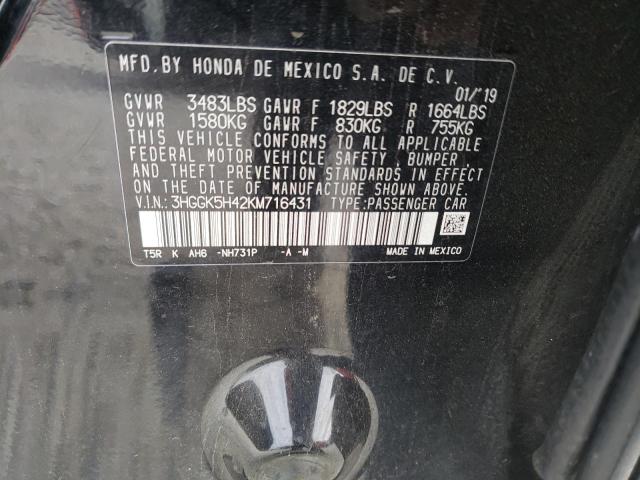 MFD. BY HONDA DE MEXICO S.A. DE C.V.
01/'19
GVWR 3483LBS GAWR F 1829LBS R 1664LBS
GVWR 1580KG GAWR F 830KG R 755KG
THIS VEHICLE CONFORMS TO ALL APPLICABLE
FEDERAL MOTOR VEHICLE SAFETY, BUMPER,
AND THEFT PREVENTION STANDARDS IN EFFECT
ON THE DATE OF MANUFACTURE SHOWN ABOVE.
V.I.N.: 3HGGK5H42KM716431 TYPE: PASSENGER CAR
T5R K AH6 -NH731P -A -M MADE IN MEXICO